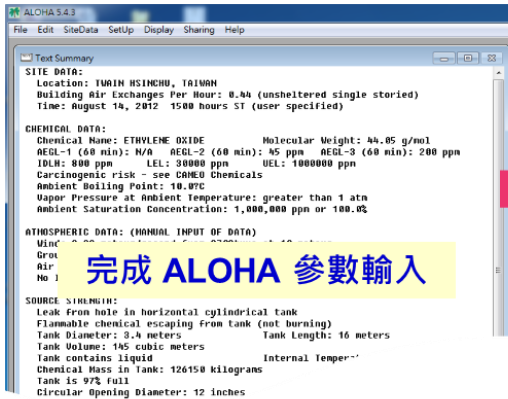 ALOHA 5.4.3
File Edit SiteData SetUp Display Sharing Help
Text Summary
SITE DATA:
Location: TWAIN HSINCHU, TAIWAN
Building Air Exchanges Per Hour: 0.44 (unsheltered single storied)
Time: August 14, 2012 1500 hours ST (user specified)
CHEMICAL DATA:
Chemical Name: ETHYLENE OXIDE Molecular Weight: 44.05 g/mol
AEGL-1 (60 min): N/A AEGL-2 (60 min): 45 ppm AEGL-3 (60 min): 200 ppm
IDLH: 800 ppm LEL: 30000 ppm UEL: 1000000 ppm
Carcinogenic risk - see CAMEO Chemicals
Ambient Boiling Point: 10.0?C
Vapor Pressure at Ambient Temperature: greater than 1 atm
Ambient Saturation Concentration: 1,000,000 ppm or 100.0%
ATMOSPHERIC DATA: (MANUAL INPUT OF DATA)
Air
完成 ALOHA 參數輸入
SOURCE STRENGTH:
Leak from hole in horizontal cylindrical tank
Flammable chemical escaping from tank (not burning)
Tank Diameter: 3.4 meters Tank Length: 16 meters
Tank Volume: 145 cubic meters
Tank contains liquid Internal
Chemical Mass in Tank: 126150 kilograms
Tank is 97% full
Circular Opening Diameter: 12 inches